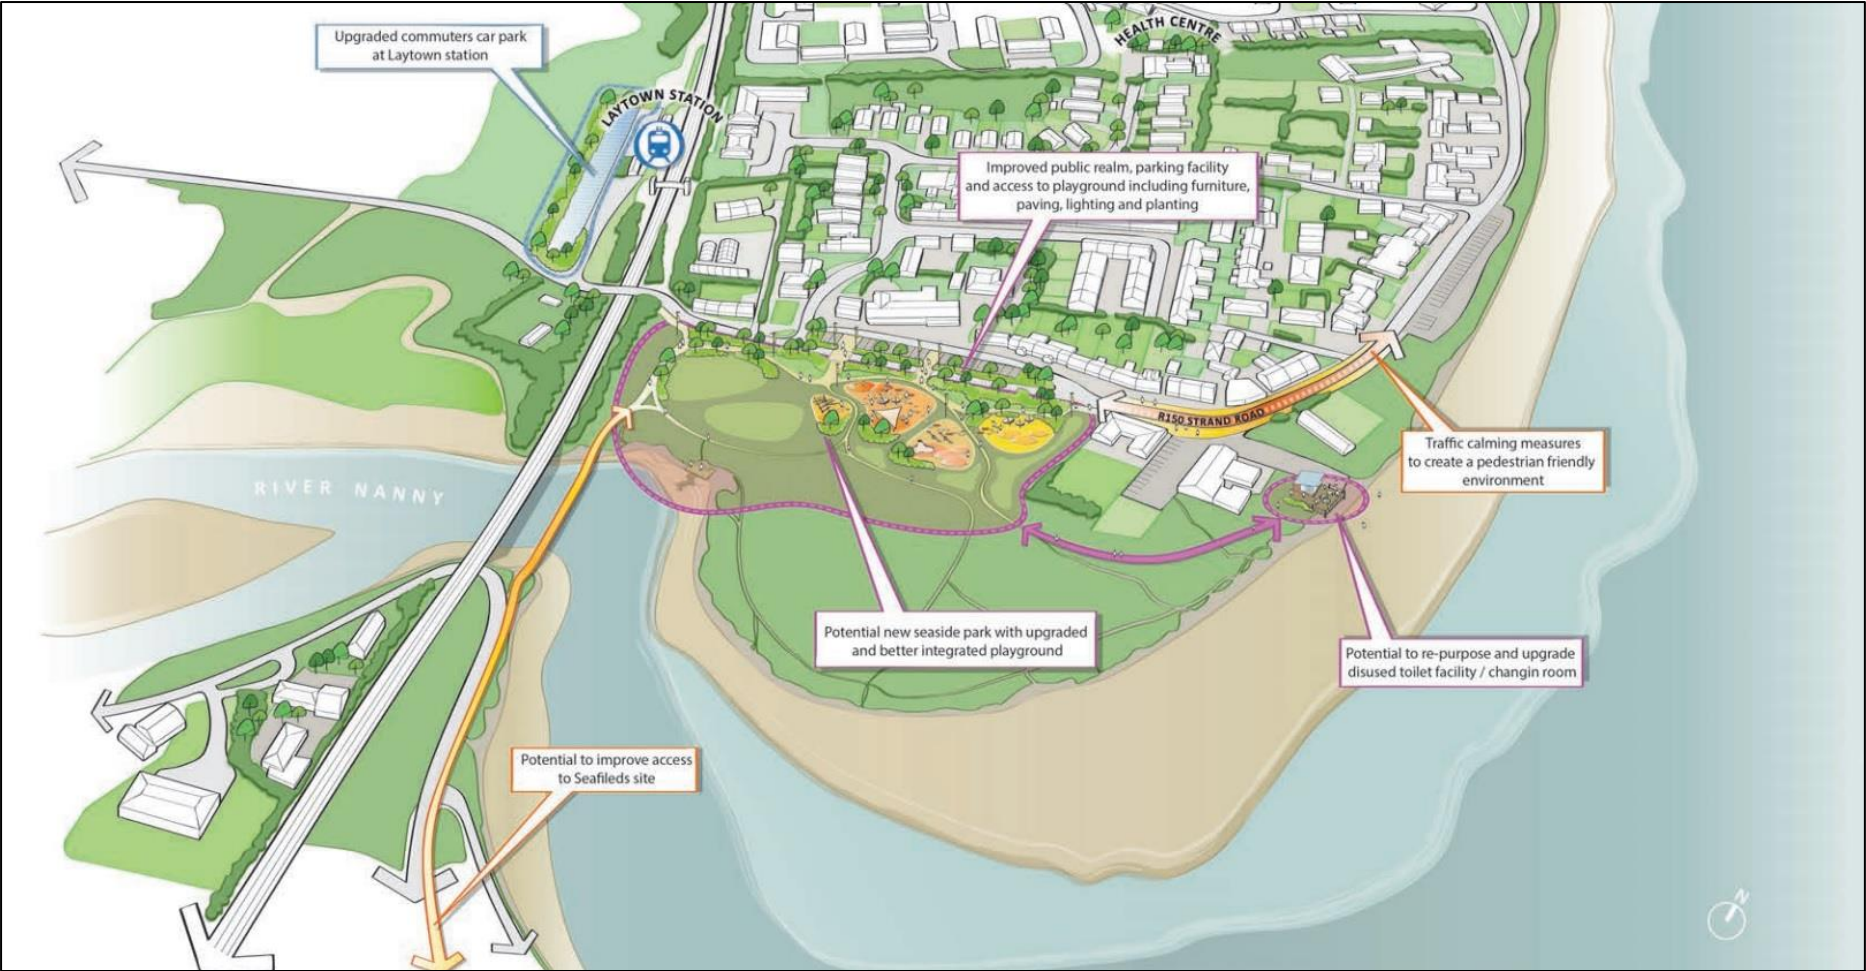 Upgraded commuters car park
at Laytown station
HEALTH CENTRE
LAYTOWN STATION
Improved public realm, parking facility
and access to playground including furniture,
paving, lighting and planting
R150 STRAND ROAD
Traffic calming measures
to create a pedestrian friendly
environment
RIVER NANNY
Potential new seaside park with upgraded
and better integrated playground
Potential to re-purpose and upgrade
disused toilet facility / changin room
Potential to improve access
to Seafileds site
N